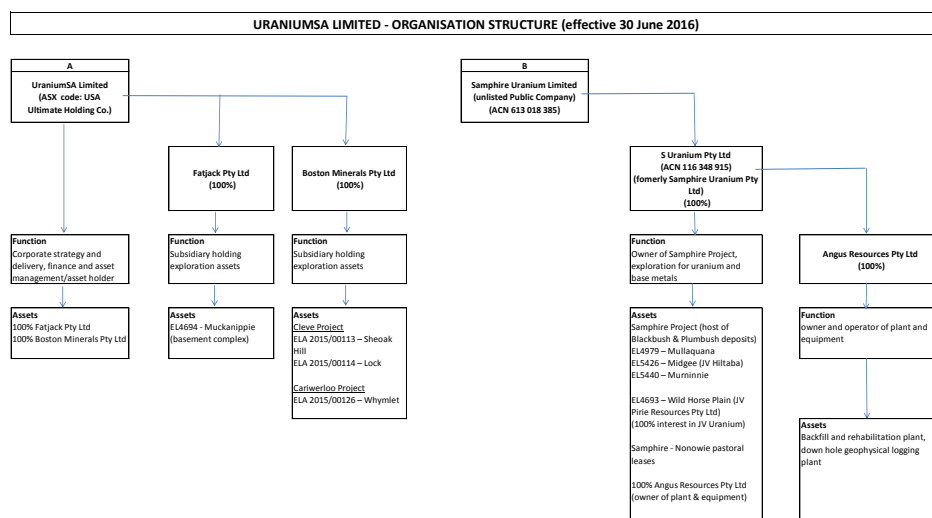 URANIUMSA LIMITED - ORGANISATION STRUCTURE (effective 30 June 2016)
A
UraniumSA Limited
(ASX code: USA
Ultimate Holding Co.)
B
Samphire Uranium Limited
(unlisted Public Company)
(ACN 613 018 385)
Fatjack Pty Ltd
(100%)
Boston Minerals Pty Ltd
(100%)
S Uranium Pty Ltd
(ACN 116 348 915)
(fomerly Samphire Uranium Pty
Ltd)
(100%)
Function
Corporate strategy and
delivery, finance and asset
management/asset holder
Function
Subsidiary holding
exploration assets
Function
Subsidiary holding
exploration assets
Function
Owner of Samphire Project,
exploration for uranium and
base metals
Angus Resources Pty Ltd
(100%)
Assets
100% Fatjack Pty Ltd
100% Boston Minerals Pty Ltd
Assets
EL4694 - Muckanippie
(basement complex)
Assets
Cleve Project
ELA 2015/00113 – Sheoak
Hill
ELA 2015/00114 – Lock
Cariwerloo Project
ELA 2015/00126 – Whymlet
Assets
Samphire Project (host of
Blackbush & Plumbush deposits)
EL4979 - Mullaquana
EL5426 - Midgee (JV Hiltaba)
EL5440 - Murninnie
EL4693 – Wild Horse Plain (JV
Pirie Resources Pty Ltd)
(100% interest in JV Uranium)
Samphire - Nonowie pastoral
leases
100% Angus Resources Pty Ltd
(owner of plant & equipment)
Function
owner and operator of plant and
equipment
Assets
Backfill and rehabilitation plant,
down hole geophysical logging
plant